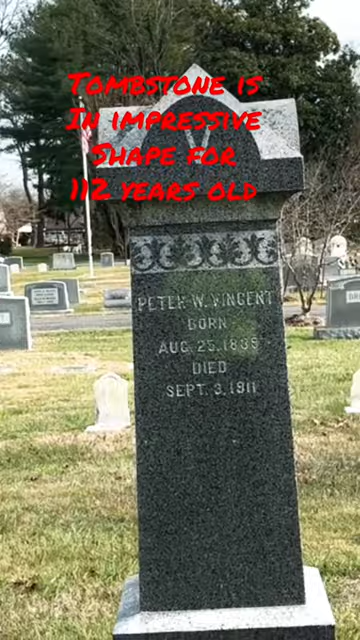 Tombstone is
In impressive
Shape for
112 years old
PETER W. VINCENT
BORN
AUG. 25. 1835
DIED
SEPT. 3. 1911